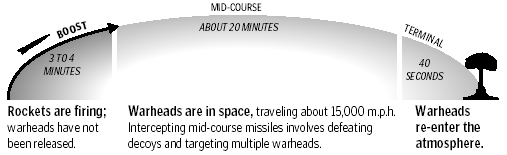 MID-COURSE
BOOST
ABOUT 20 MINUTES
TERMINAL
3 TO 4
MINUTES
40
SECONDS
Rockets are firing;
warheads have not
been released.
Warheads are in space, traveling about 15,000 m.p.h.
Intercepting mid-course missiles involves defeating
decoys and targeting multiple warheads.
Warheads
re-enter the
atmosphere.